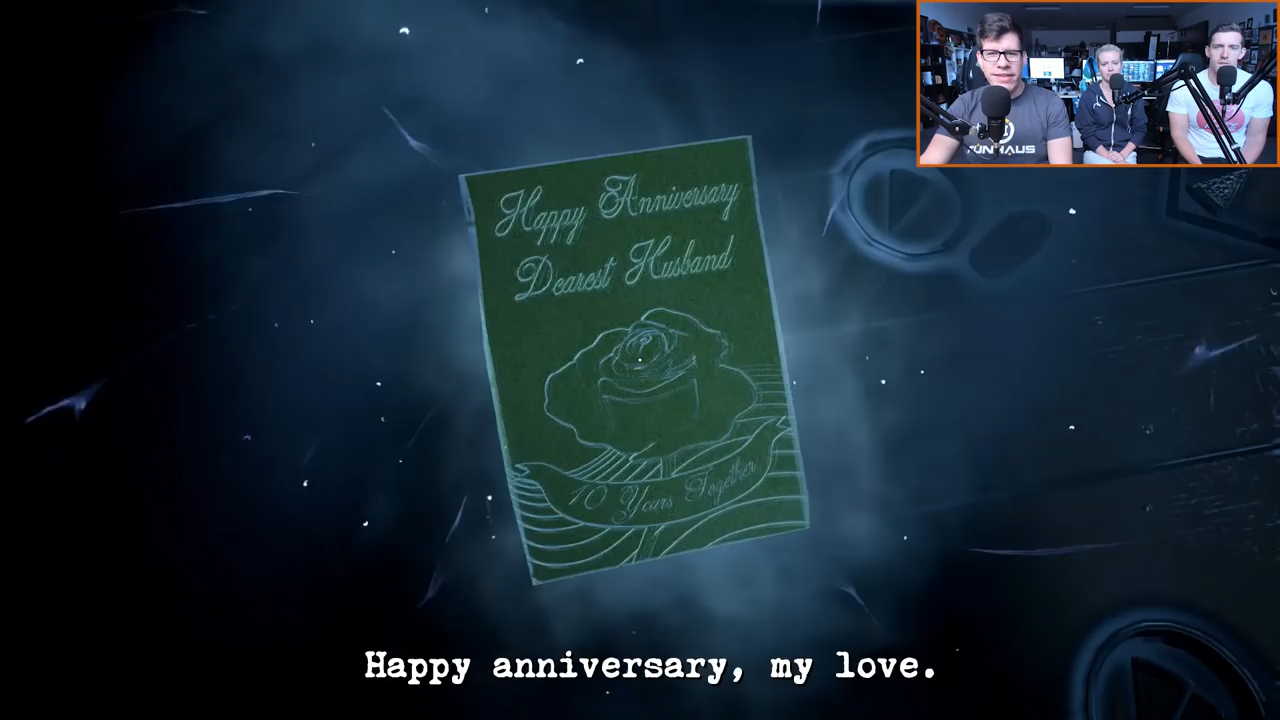 FUNHAUS
Happy Anniversary
Dearest Husband
10 Years Together
Happy anniversary, my love.